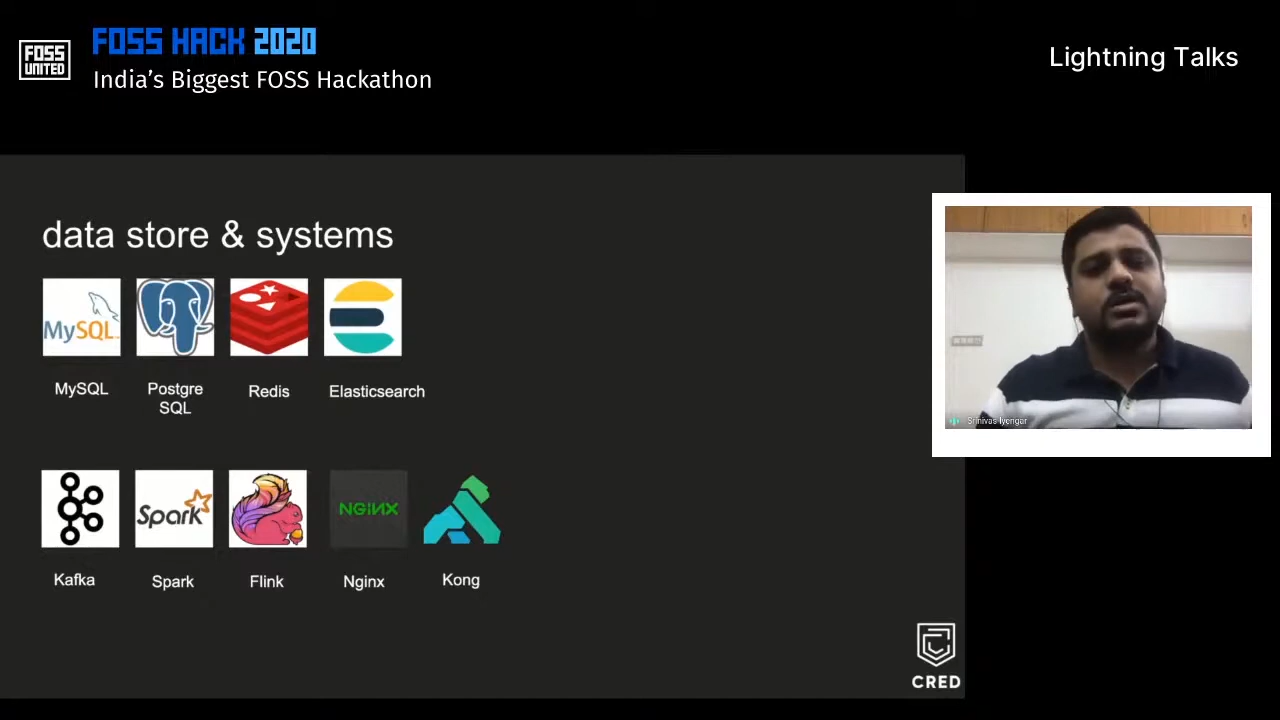 FOSS
UNITED
FOSS HACK 2020
India's Biggest FOSS Hackathon
Lightning Talks
data store & systems
MySQL
MySQL
Postgre
SQL
Redis
Elasticsearch
Spark
NGINX
Kafka
Spark
Flink
Nginx
Kong
Srinivas Iyengar
CRED